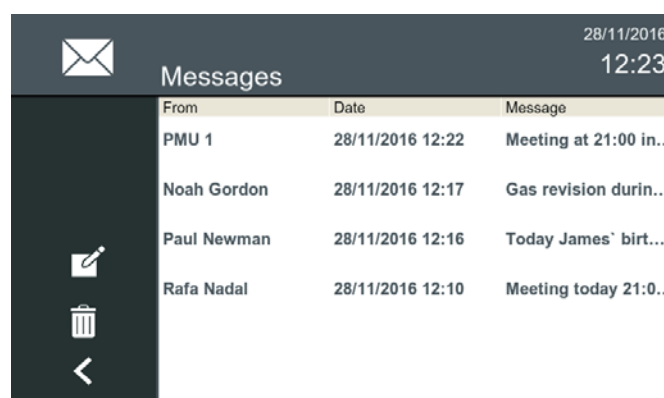 28/11/2016
12:23
Messages
From Date Message
PMU 1 28/11/2016 12:22 Meeting at 21:00 in..
Noah Gordon 28/11/2016 12:17 Gas revision durin..
Paul Newman 28/11/2016 12:16 Today James` birt...
Rafa Nadal 28/11/2016 12:10 Meeting today 21:0..